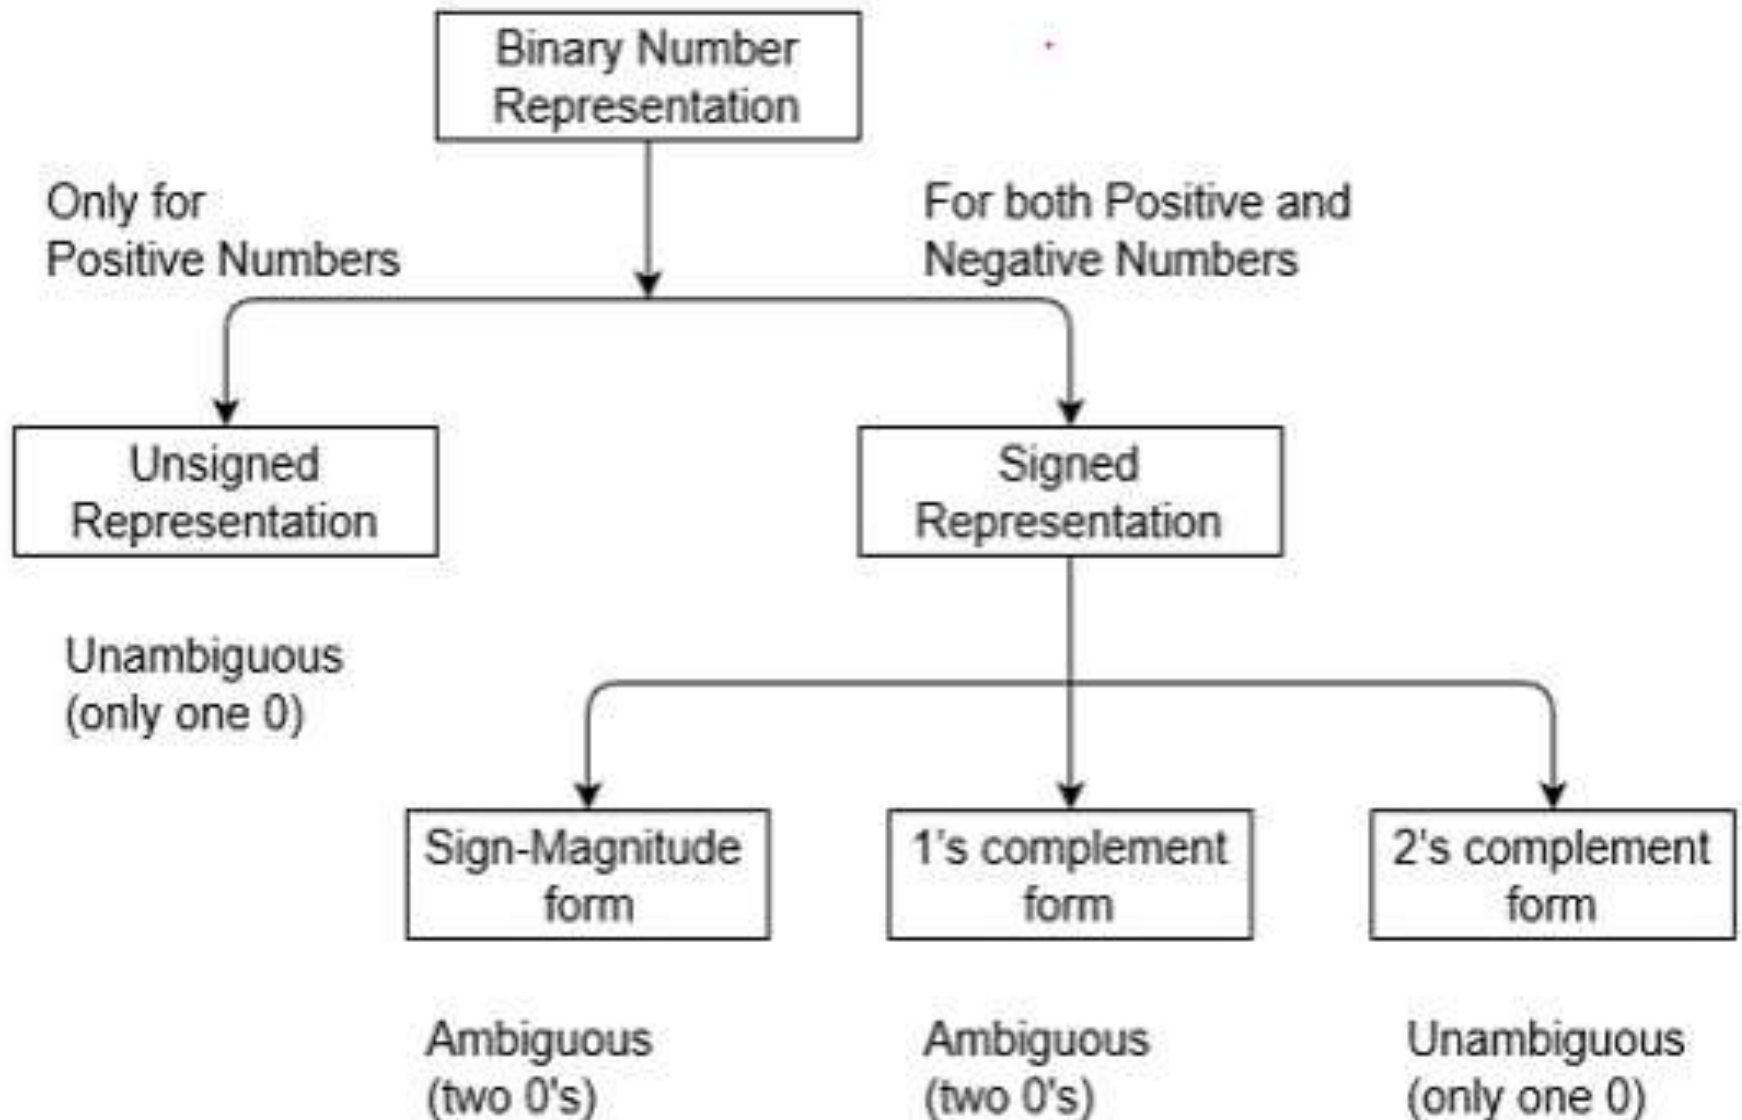 Binary Number
Representation
Only for
Positive Numbers
For both Positive and
Negative Numbers
Unsigned
Representation
Signed
Representation
Unambiguous
(only one 0)
Sign-Magnitude
form
1's complement
form
2's complement
form
Ambiguous
(two 0's)
Ambiguous
(two 0's)
Unambiguous
(only one 0)